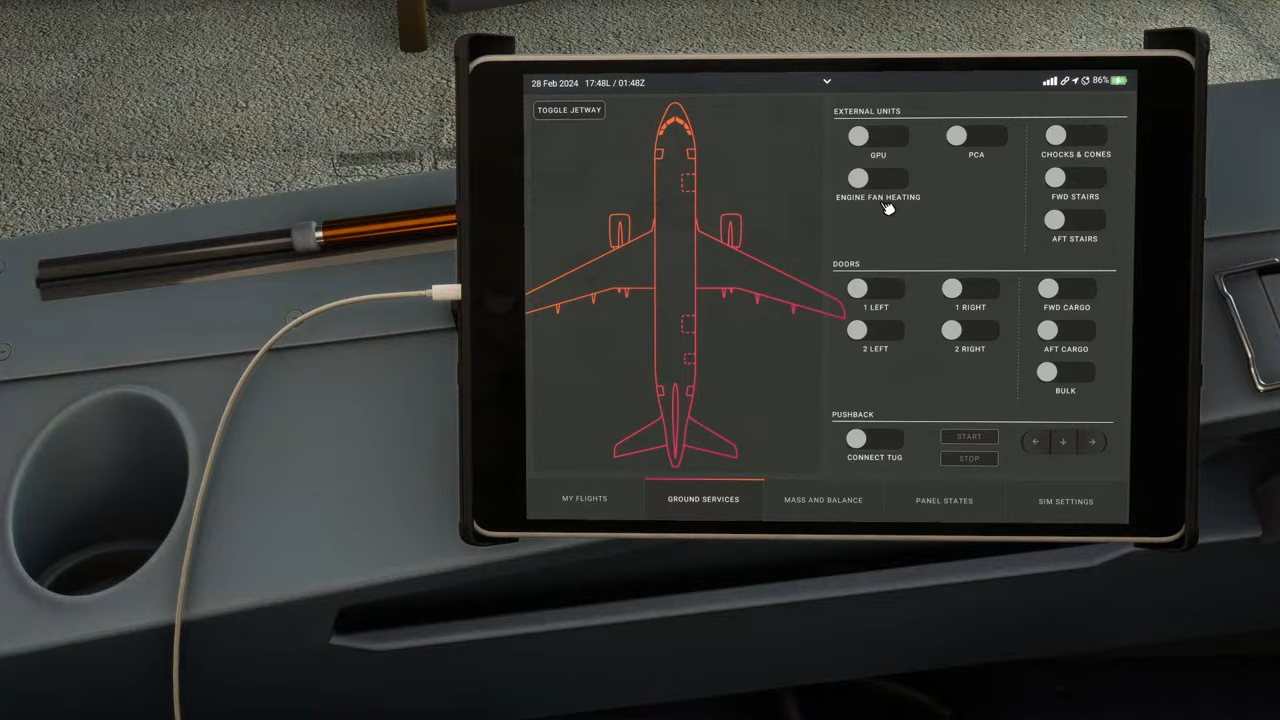 28 Feb 2024 17:48L / 01:48Z
86%
TOGGLE JETWAY
EXTERNAL UNITS
GPU
PCA
CHOCKS & CONES
ENGINE FAN HEATING
FWD STAIRS
AFT STAIRS
DOORS
1 LEFT
1 RIGHT
FWD CARGO
2 LEFT
2 RIGHT
AFT CARGO
BULK
PUSHBACK
CONNECT TUG
START
STOP
MY FLIGHTS
GROUND SERVICES
MASS AND BALANCE
PANEL STATES
SIM SETTINGS